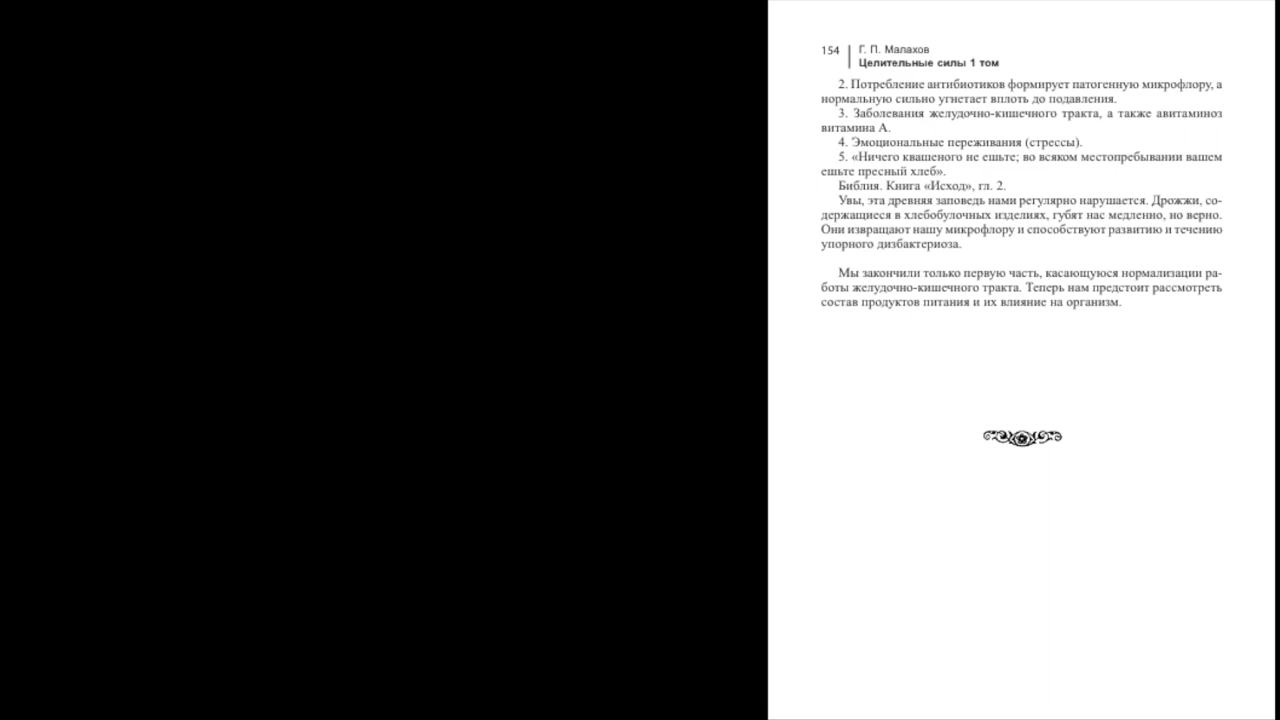 154
Г. П. Малахов
Целительные силы 1 том
2. Потребление антибиотиков формирует патогенную микрофлору, а
нормальную сильно угнетает вплоть до подавления.
3. Заболевания желудочно-кишечного тракта, а также авитаминоз
витамина А.
4. Эмоциональные переживания (стрессы).
5. «Ничего квашеного не ешьте; во всяком местопребывании вашем
ешьте пресный хлеб».
Библия. Книга «Исход», гл. 2.
Увы, эта древняя заповедь нами регулярно нарушается. Дрожжи, со-
держащиеся в хлебобулочных изделиях, губят нас медленно, но верно.
Они извращают нашу микрофлору и способствуют развитию и течению
упорного дизбактериоза.
Мы закончили только первую часть, касающуюся нормализации ра-
боты желудочно-кишечного тракта. Теперь нам предстоит рассмотреть
состав продуктов питания и их влияние на организм.